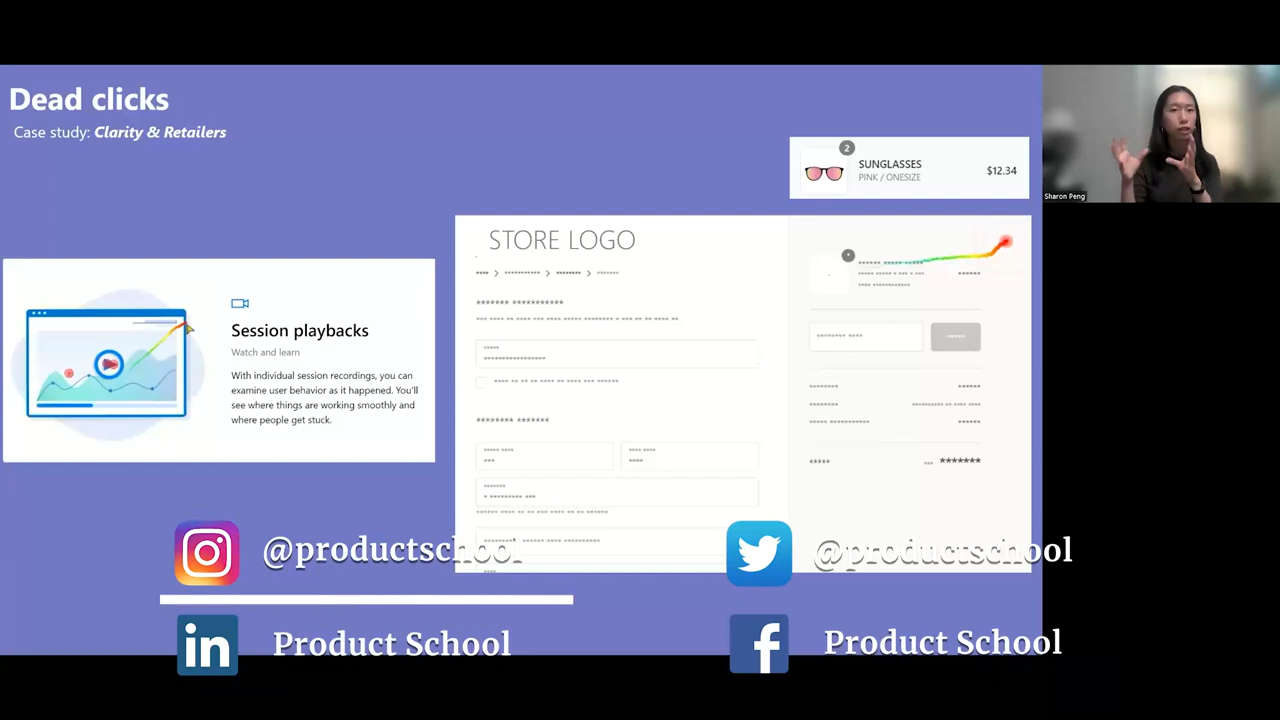 Dead clicks
Case study: Clarity & Retailers
2
SUNGLASSES
PINK / ONESIZE
$12.34
Sharon Peng
STORE LOGO
Session playbacks
Watch and learn
With individual session recordings, you can
examine user behavior as it happened. You'll
see where things are working smoothly and
where people get stuck.
@productschool
@productschool
in
Product School
f
Product School